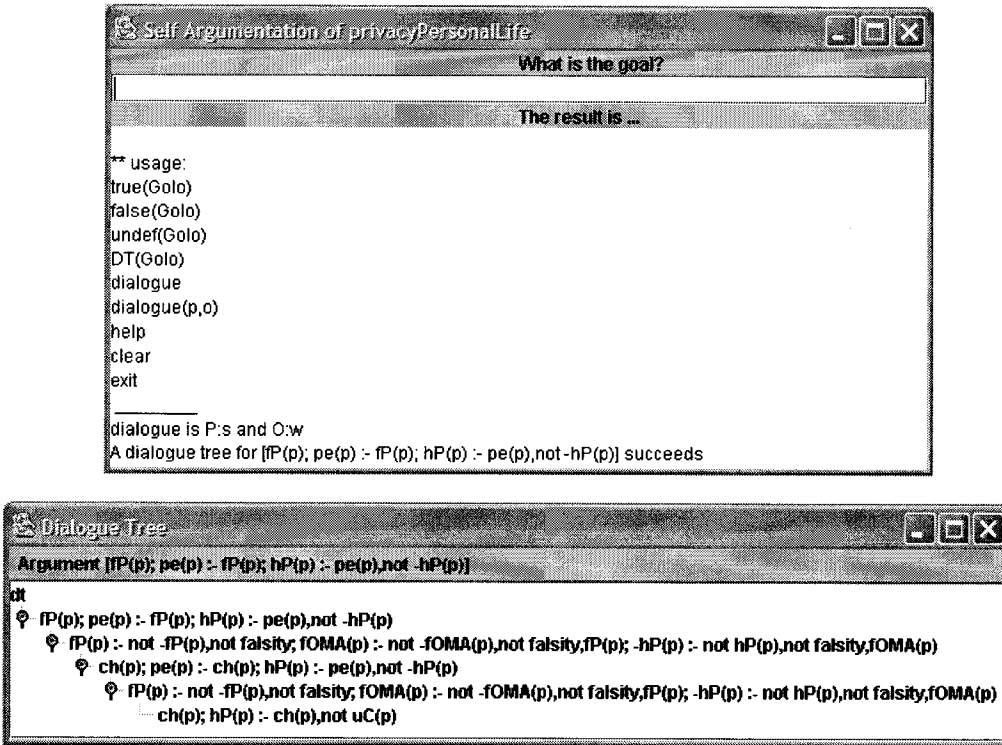 Self Argumentation of privacyPersonalLife
What is the goal?
The result is ...
** usage:
true(Golo)
false(Golo)
undef(Golo)
DT(Golo)
dialogue
dialogue(p,o)
help
clear
exit
dialogue is P:s and O:w
A dialogue tree for [fP(p); pe(p) :- fP(p); hP(p) :- pe(p),not -hP(p)] succeeds
Dialogue Tree
Argument [fP(p); pe(p) :- fP(p); hP(p) :- pe(p),not -hP(p)]
dt
fP(p); pe(p) :- fP(p); hP(p) :- pe(p),not -hP(p)
fP(p) :- not -fP(p),not falsity; fOMA(p) :- not -fOMA(p),not falsity,fP(p); -hP(p) :- not hP(p),not falsity,fOMA(p)
ch(p); pe(p) :- ch(p); hP(p) :- pe(p),not -hP(p)
fP(p) :- not -fP(p),not falsity; fOMA(p) :- not -fOMA(p),not falsity,fP(p); -hP(p) :- not hP(p),not falsity,fOMA(p)
ch(p); hP(p) :- ch(p),not uC(p)